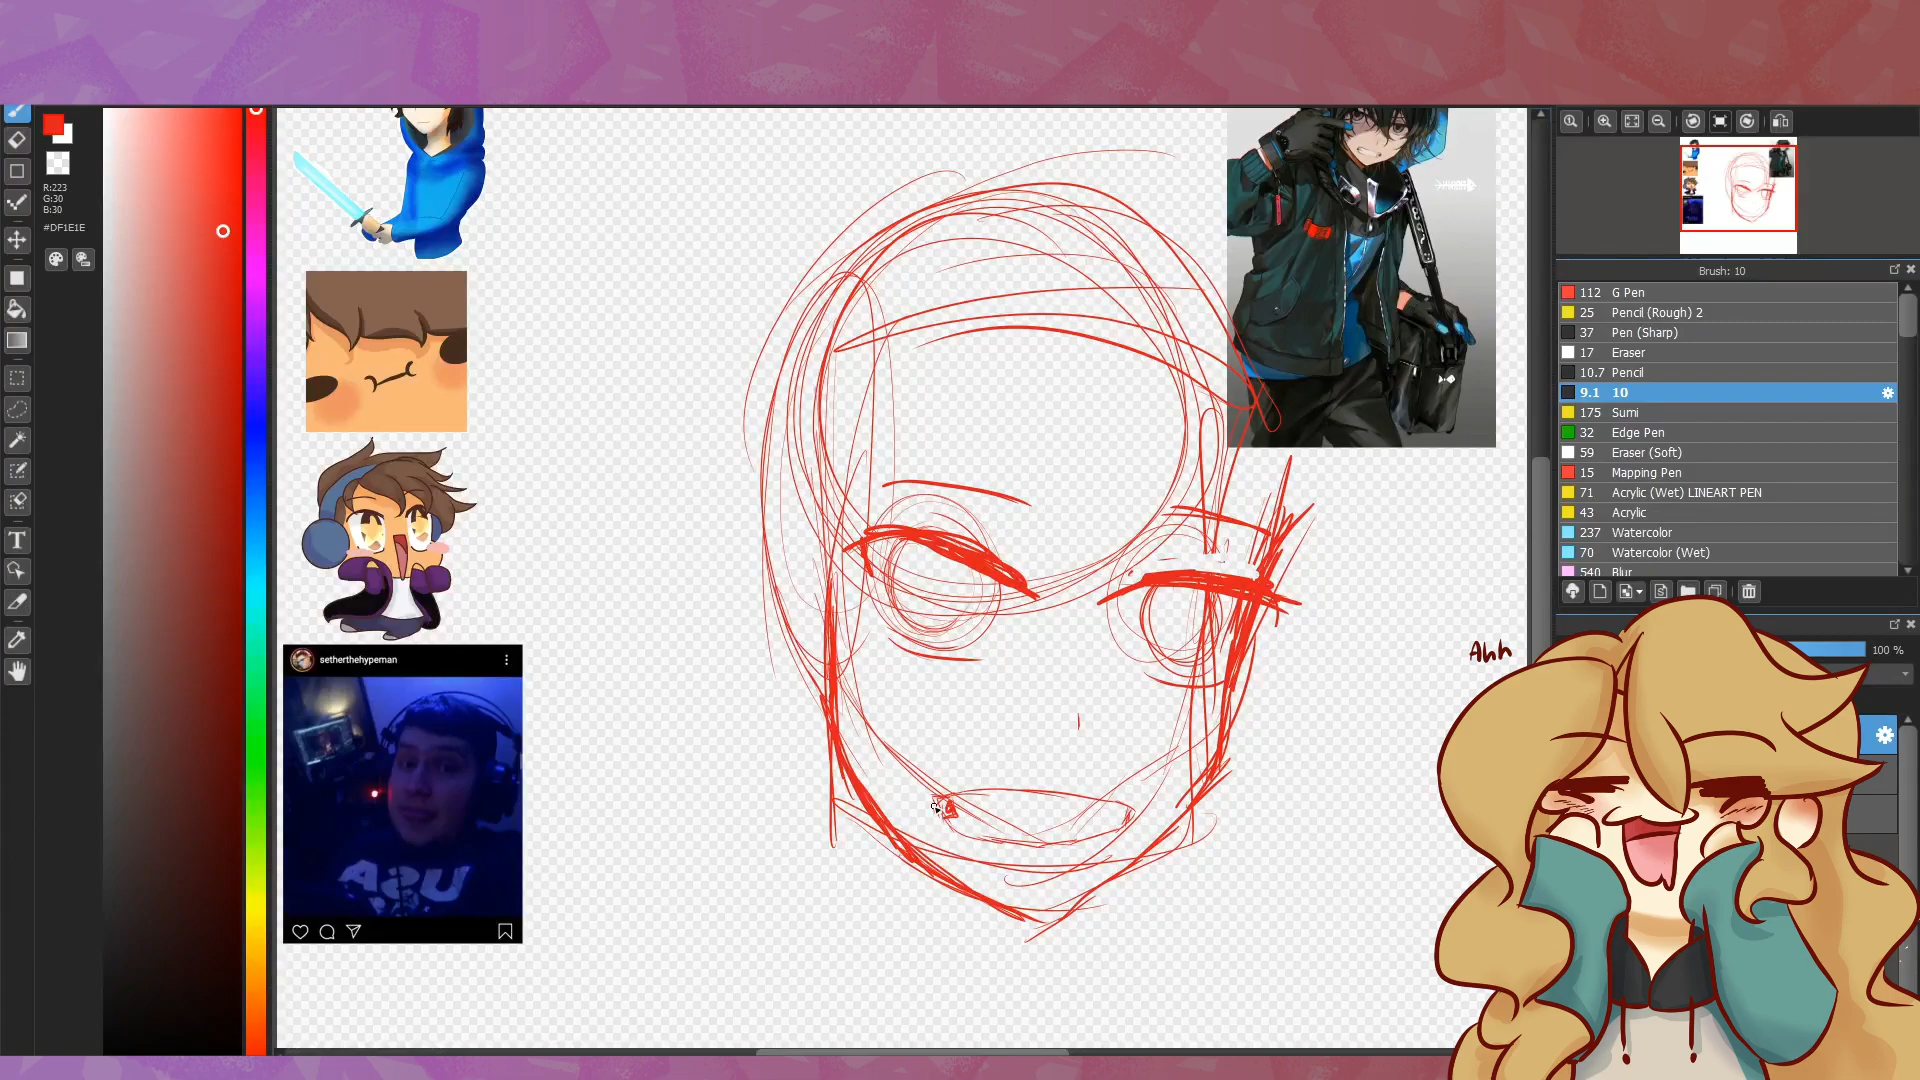 R:223
G:30
B:30
#DF1E1E
setherthehypeman
ASU
Ahh
Brush: 10
112 G Pen
25 Pencil (Rough) 2
37 Pen (Sharp)
17 Eraser
10.7 Pencil
9.1 10
175 Sumi
32 Edge Pen
59 Eraser (Soft)
15 Mapping Pen
71 Acrylic (Wet) LINEART PEN
43 Acrylic
237 Watercolor
70 Watercolor (Wet)
540 Blur
100 %